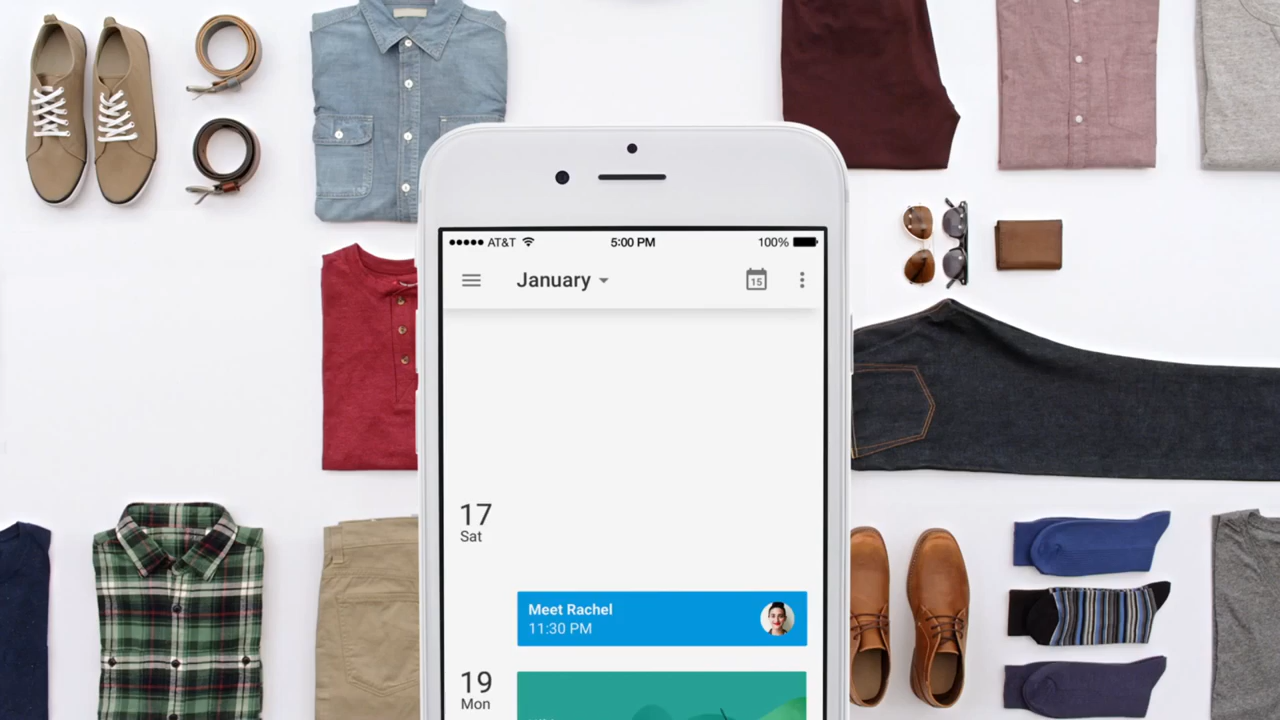 AT&T 5:00 PM 100%
January
15
17
Sat
Meet Rachel
11:30 PM
19
Mon